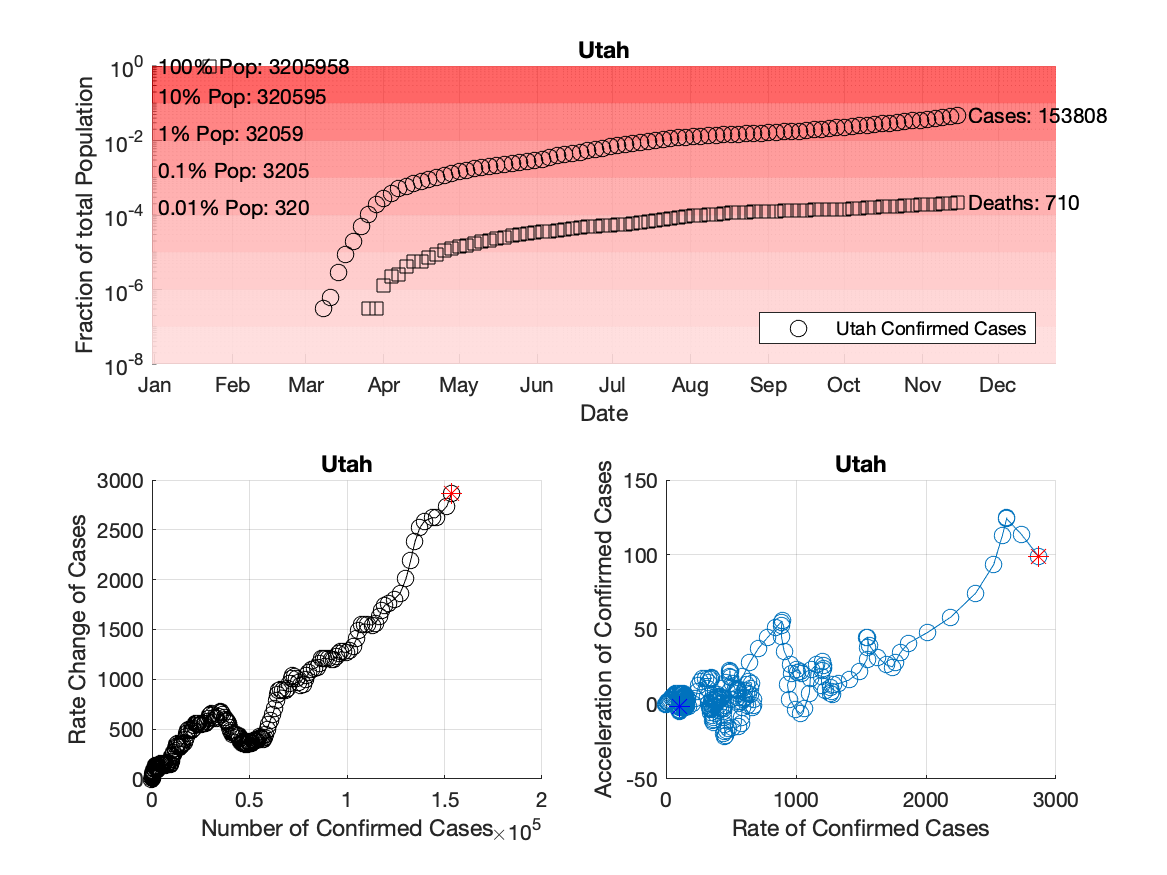 Utah
Fraction of total Population
10^0
10^-2
10^-4
10^-6
10^-8
100% Pop: 3205958
10% Pop: 320595
1% Pop: 32059
0.1% Pop: 3205
0.01% Pop: 320
Cases: 153808
Deaths: 710
Utah Confirmed Cases
Jan Feb Mar Apr May Jun Jul Aug Sep Oct Nov Dec
Date
Utah
Rate Change of Cases
3000
2500
2000
1500
1000
500
0
0 0.5 1 1.5 2
Number of Confirmed Cases
×10^5
Utah
Acceleration of Confirmed Cases
150
100
50
0
-50
0 1000 2000 3000
Rate of Confirmed Cases